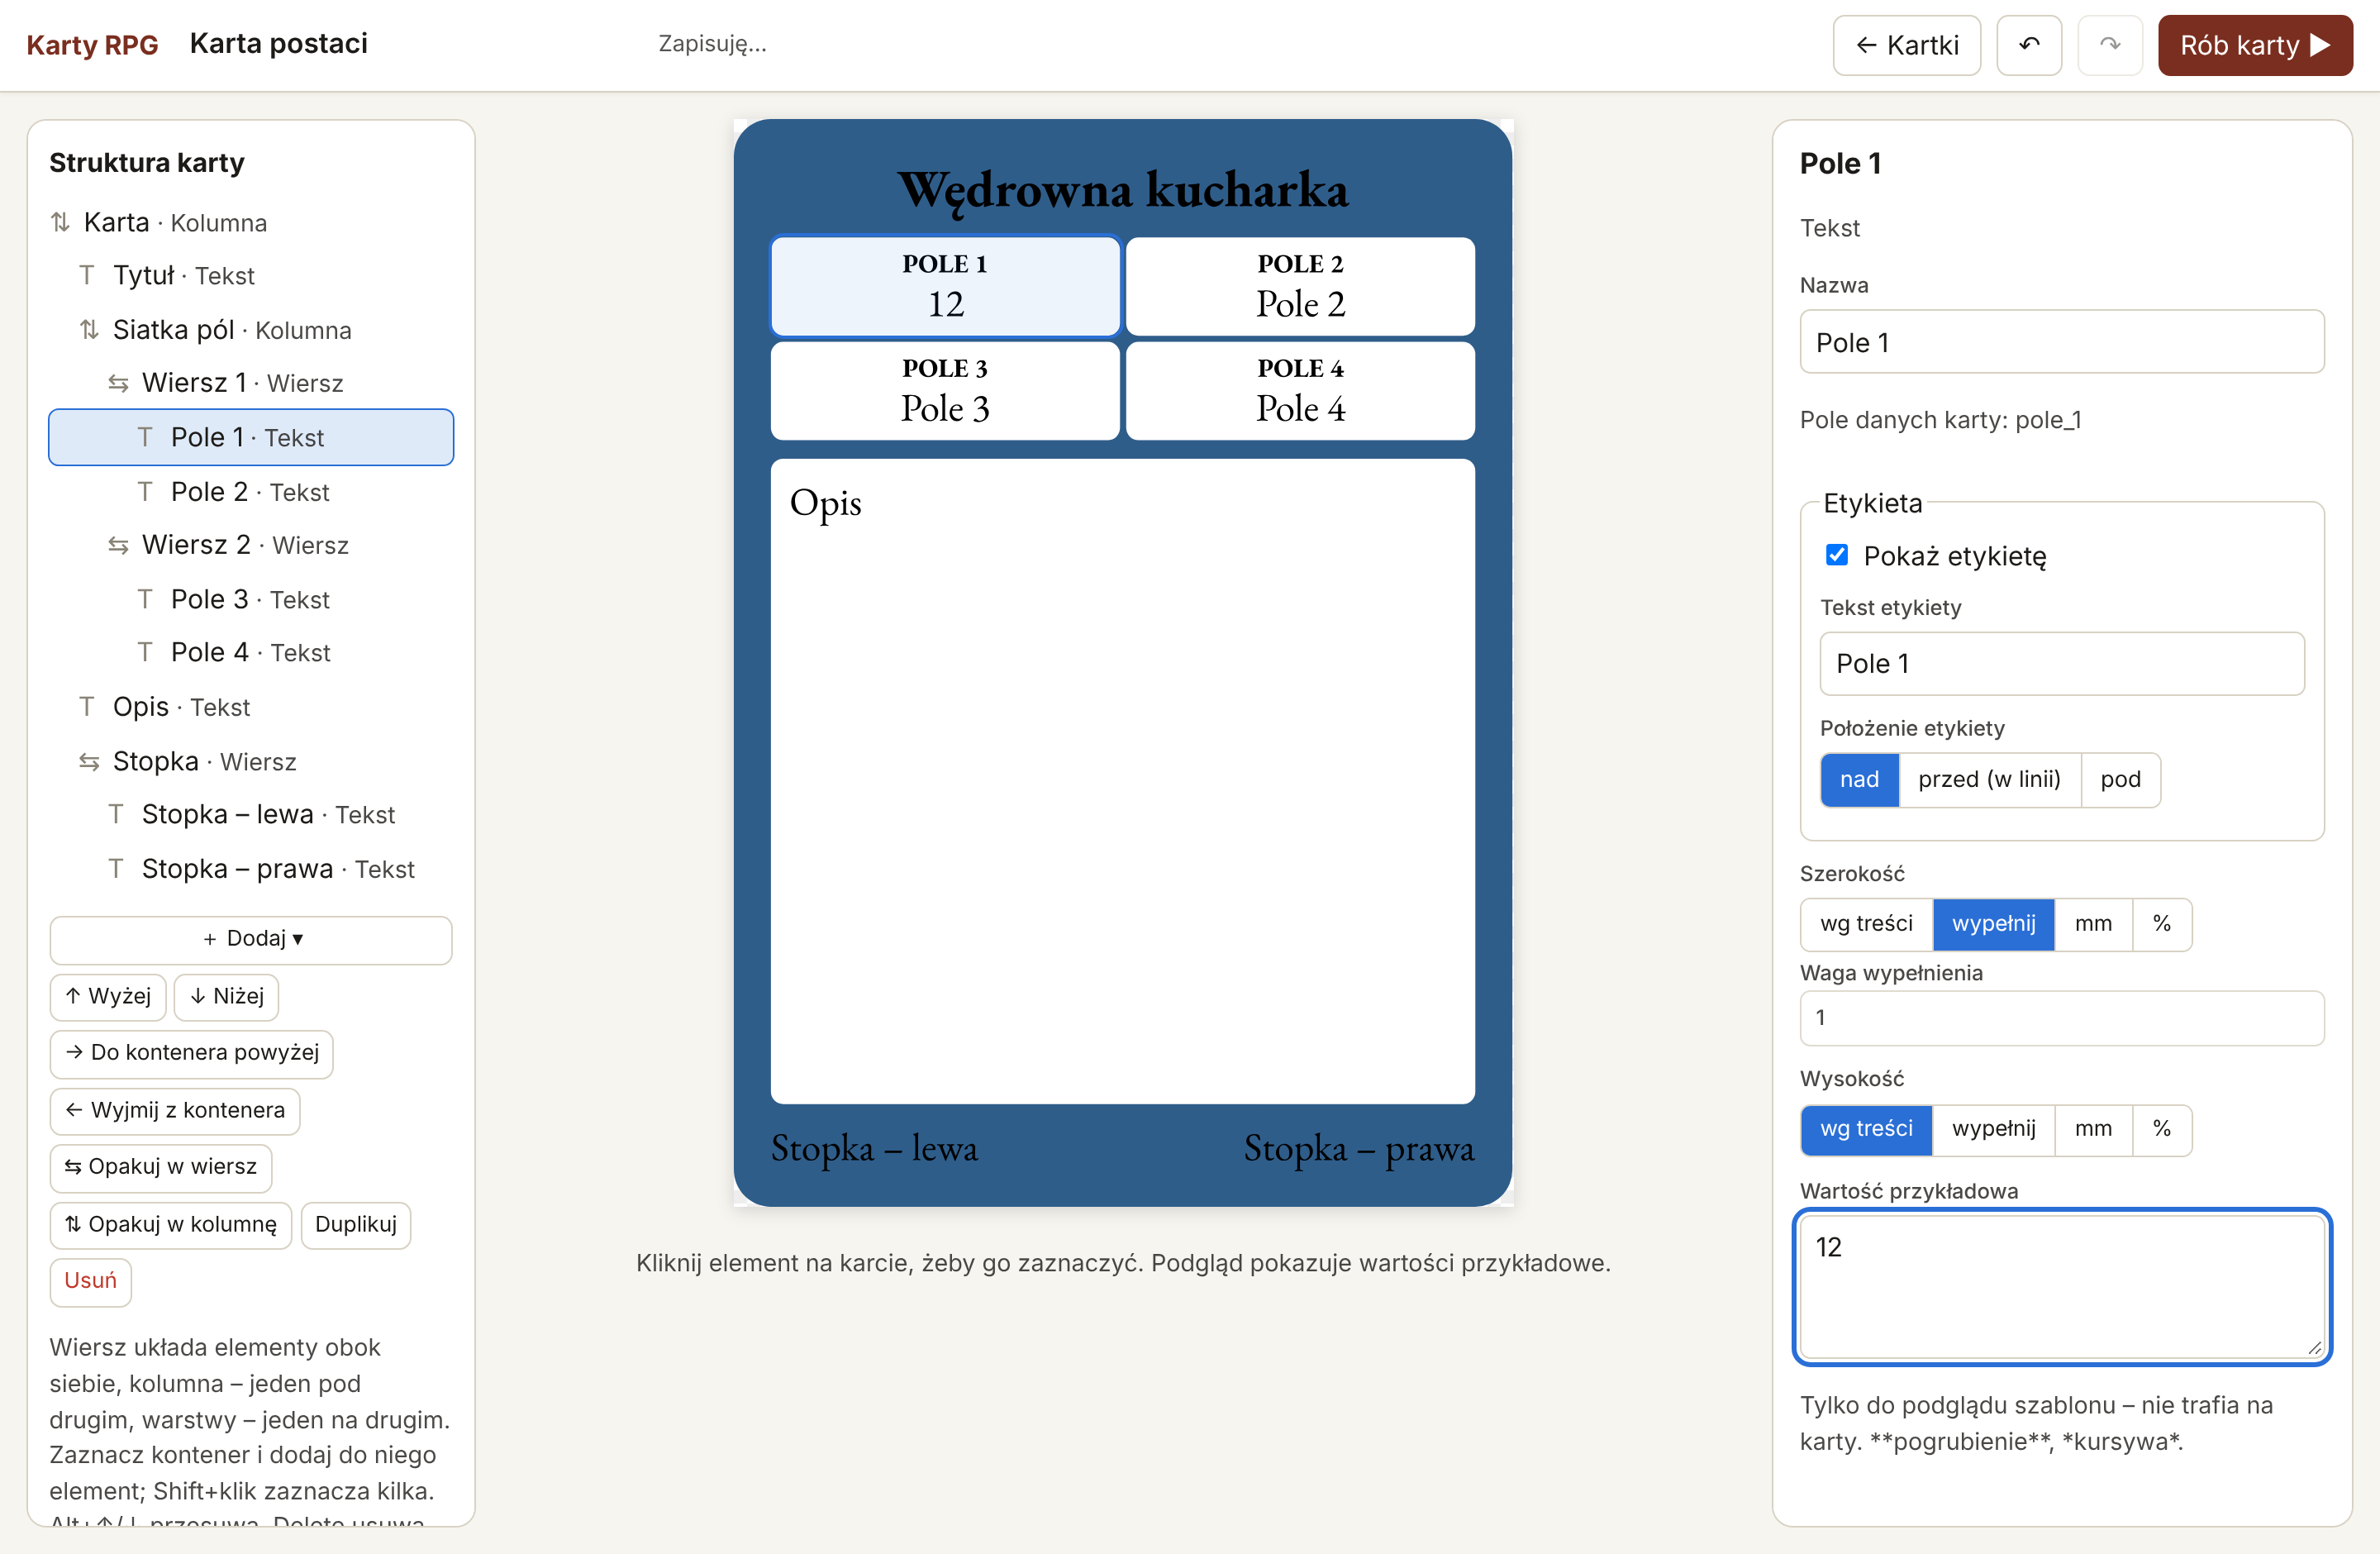 Karty RPG
Karta postaci
Zapisuję…
← Kartki
↶
↷
Rób karty ▶
Struktura karty
⇅ Karta · Kolumna
T Tytuł · Tekst
⇅ Siatka pól · Kolumna
⇆ Wiersz 1 · Wiersz
T Pole 1 · Tekst
T Pole 2 · Tekst
⇆ Wiersz 2 · Wiersz
T Pole 3 · Tekst
T Pole 4 · Tekst
T Opis · Tekst
⇆ Stopka · Wiersz
T Stopka – lewa · Tekst
T Stopka – prawa · Tekst
+ Dodaj ▾
↑ Wyżej
↓ Niżej
→ Do kontenera powyżej
← Wyjmij z kontenera
⇆ Opakuj w wiersz
⇅ Opakuj w kolumnę
Duplikuj
Usuń
Wiersz układa elementy obok
siebie, kolumna – jeden pod
drugim, warstwy – jeden na drugim.
Zaznacz kontener i dodaj do niego
element; Shift+klik zaznacza kilka.
Alt+↑/↓ przesuwa, Delete usuwa
Wędrowna kucharka
POLE 1
12
POLE 2
Pole 2
POLE 3
Pole 3
POLE 4
Pole 4
Opis
Stopka – lewa
Stopka – prawa
Kliknij element na karcie, żeby go zaznaczyć. Podgląd pokazuje wartości przykładowe.
Pole 1
Tekst
Nazwa
Pole 1
Pole danych karty: pole_1
Etykieta
Pokaż etykietę
Tekst etykiety
Pole 1
Położenie etykiety
nad
przed (w linii)
pod
Szerokość
wg treści
wypełnij
mm
%
Waga wypełnienia
1
Wysokość
wg treści
wypełnij
mm
%
Wartość przykładowa
12
Tylko do podglądu szablonu – nie trafia na
karty. **pogrubienie**, *kursywa*.